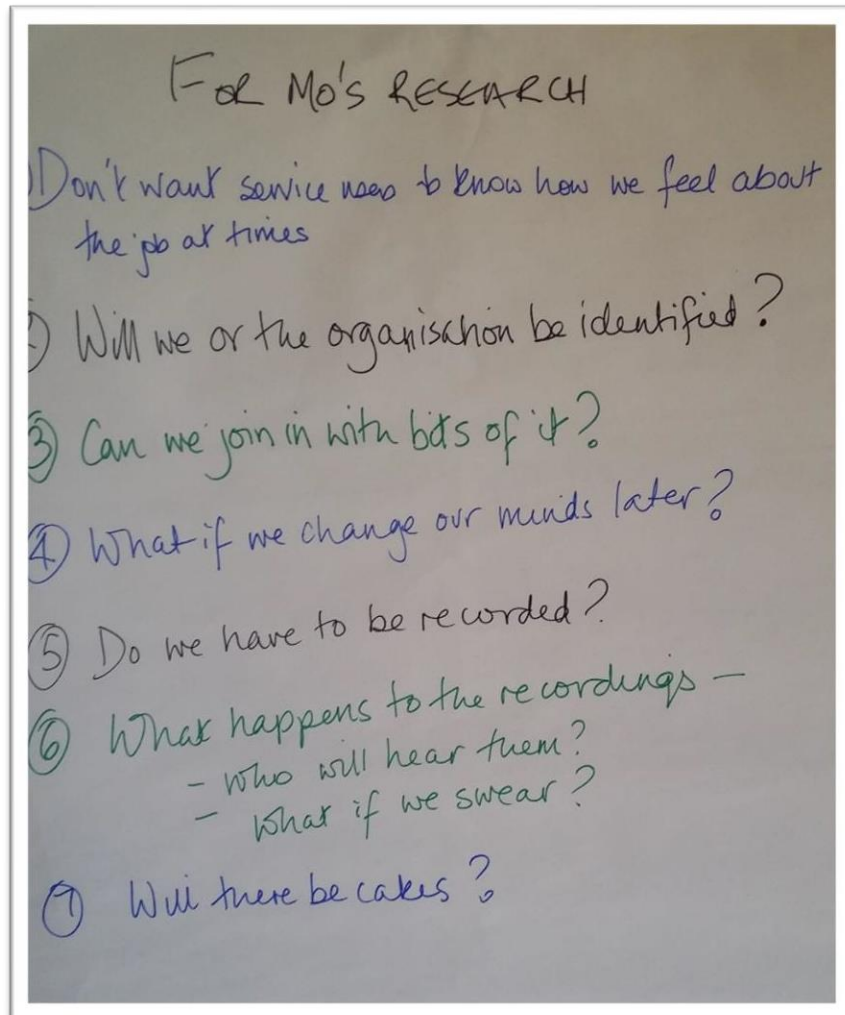 FOR MO'S RESEARCH
) Don't want service users to know how we feel about
the job at times
2) Will we or the organisation be identified?
③ Can we join in with bits of it?
④ What if we change our minds later?
⑤ Do we have to be recorded?
⑥ What happens to the recordings –
- who will hear them?
- what if we swear?
⑦ Will there be cakes?